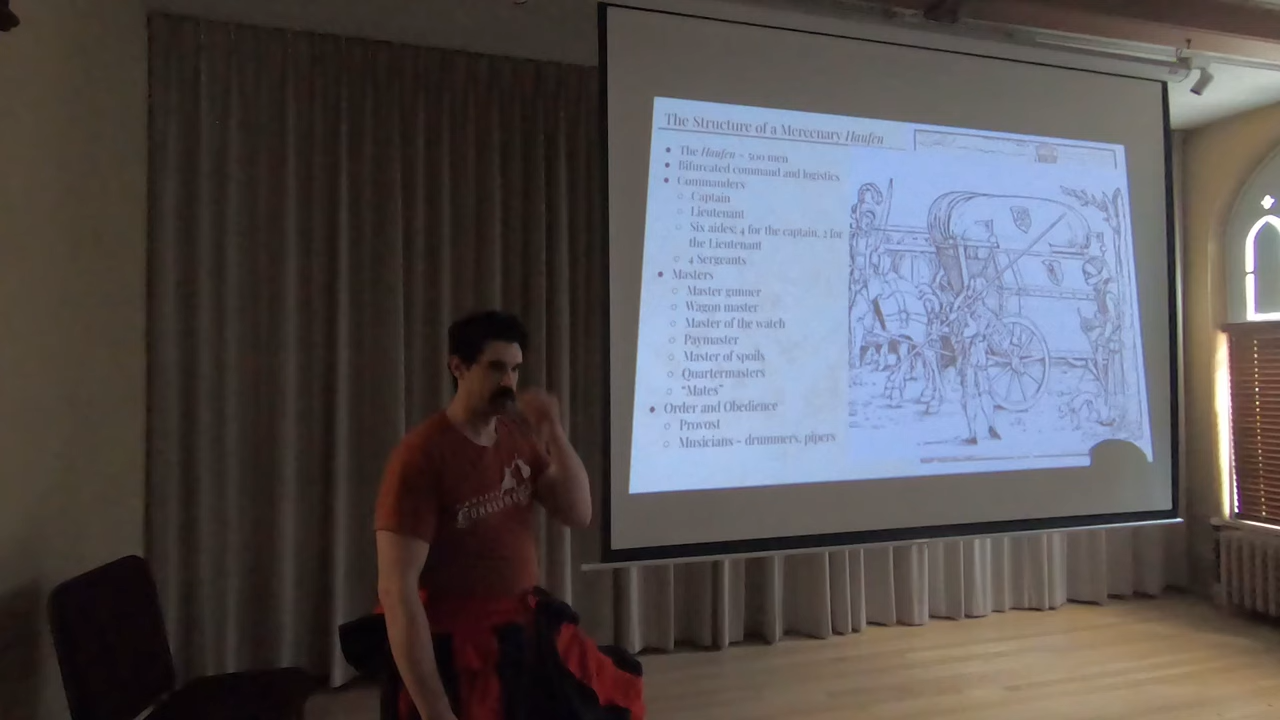 The Structure of a Mercenary Haufen
The Haufen ~ 500 men
Bifurcated command and logistics
Commanders
Captain
Lieutenant
Six aides; 4 for the captain, 2 for
the Lieutenant
4 Sergeants
Masters
Master gunner
Wagon master
Master of the watch
Paymaster
Master of spoils
Quartermasters
“Mates”
Order and Obedience
Provost
Musicians - drummers, pipers